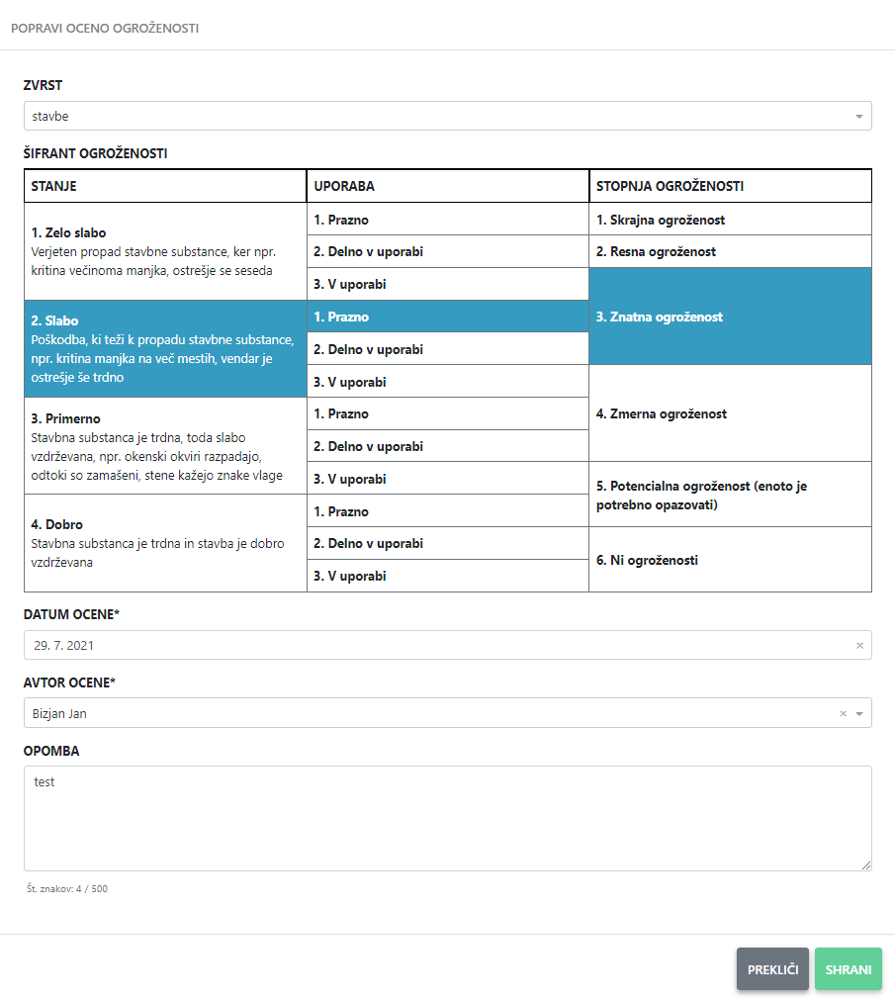 POPRAVI OCENO OGROŽENOSTI
ZVRST
stavbe
ŠIFRANT OGROŽENOSTI
STANJE
UPORABA
STOPNJA OGROŽENOSTI
1. Zelo slabo
Verjeten propad stavbne substance, ker npr.
kritina večinoma manjka, ostrešje se seseda
1. Prazno
2. Delno v uporabi
3. V uporabi
1. Skrajna ogroženost
2. Resna ogroženost
3. Znatna ogroženost
2. Slabo
Poškodba, ki teži k propadu stavbne substance,
npr. kritina manjka na več mestih, vendar je
ostrešje še trdno
1. Prazno
2. Delno v uporabi
3. V uporabi
4. Zmerna ogroženost
3. Primerno
Stavbna substanca je trdna, toda slabo
vzdrževana, npr. okenski okviri razpadajo,
odtoki so zamašeni, stene kažejo znake vlage
1. Prazno
2. Delno v uporabi
3. V uporabi
5. Potencialna ogroženost (enoto je
potrebno opazovati)
4. Dobro
Stavbna substanca je trdna in stavba je dobro
vzdrževana
1. Prazno
2. Delno v uporabi
3. V uporabi
6. Ni ogroženosti
DATUM OCENE*
29. 7. 2021
AVTOR OCENE*
Bizjan Jan
OPOMBA
test
Št. znakov: 4 / 500
PREKLIČI
SHRANI